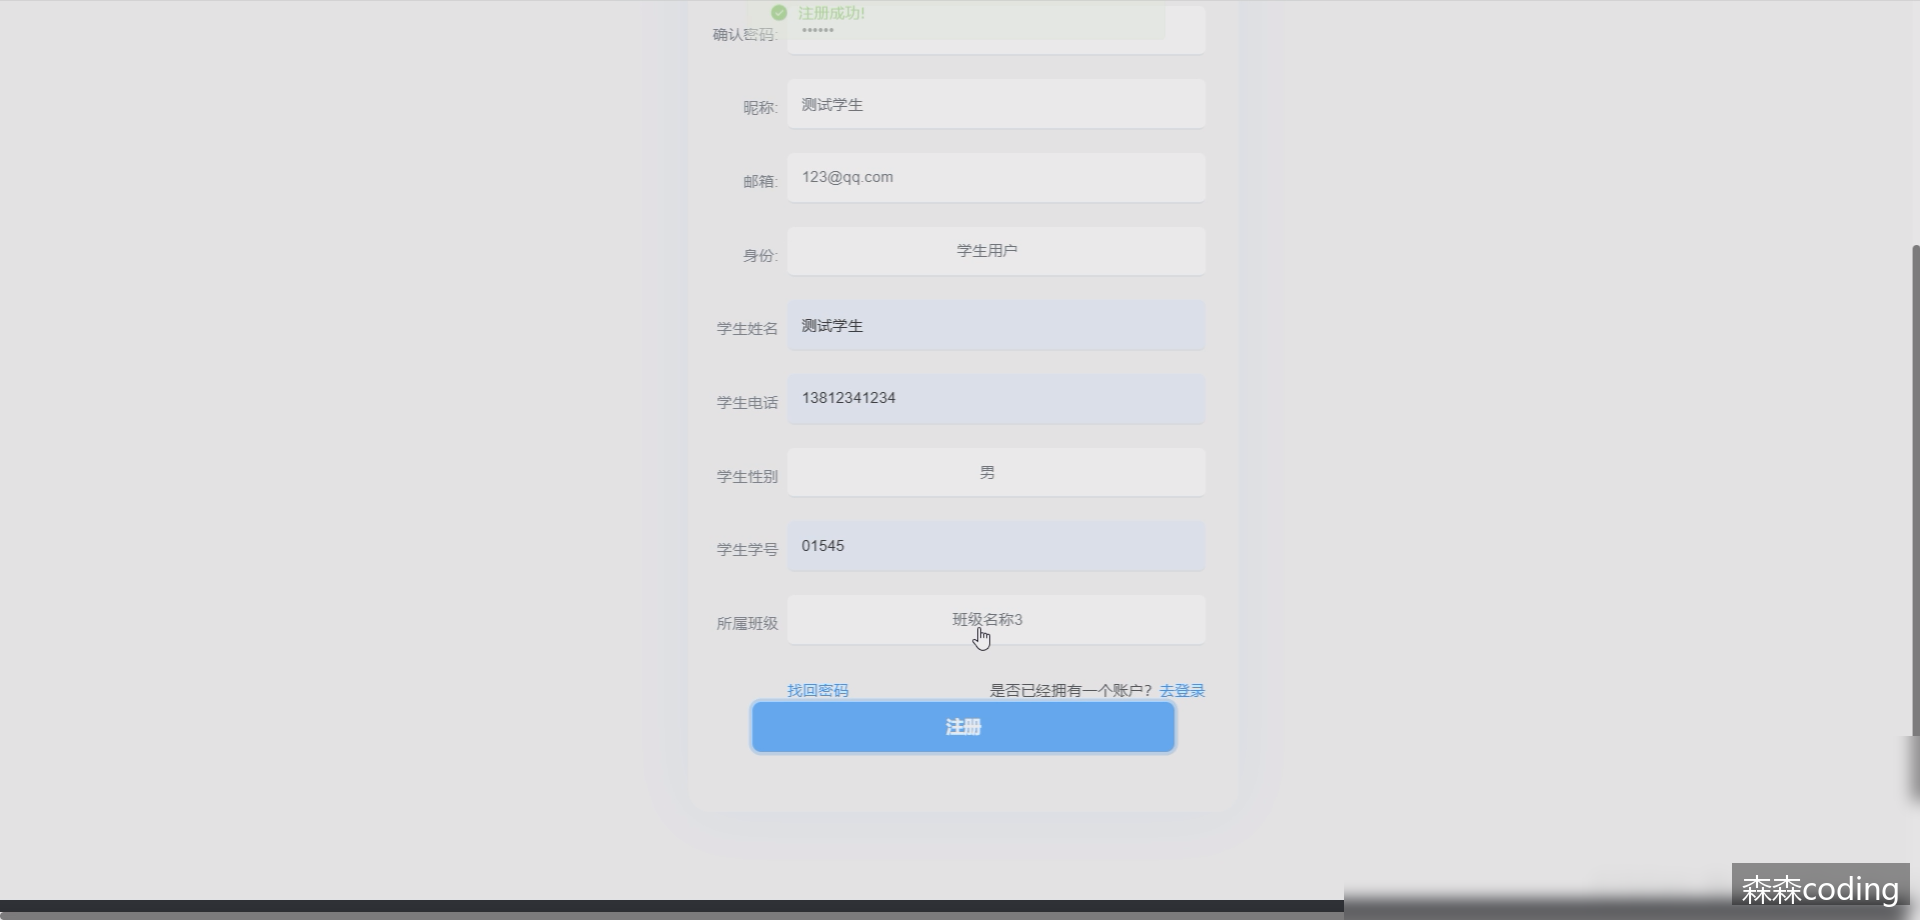 注册成功!
确认密码: ••••••
昵称: 测试学生
邮箱: 123@qq.com
身份: 学生用户
学生姓名 测试学生
学生电话 13812341234
学生性别 男
学生学号 01545
所属班级 班级名称3
找回密码 是否已经拥有一个账户? 去登录
注册
森森coding